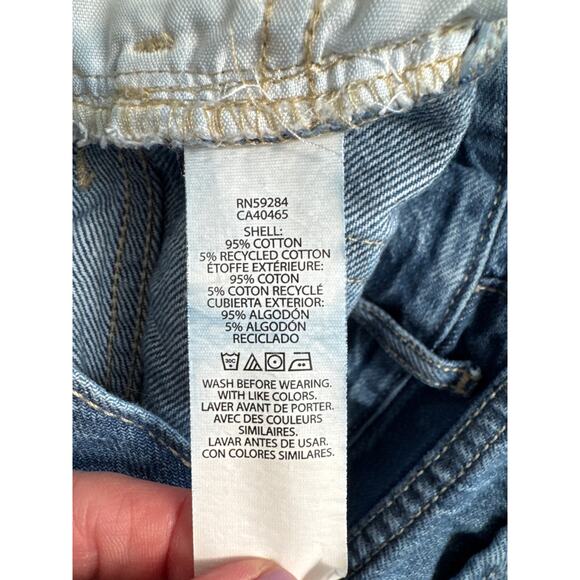 RN59284
CA40465
SHELL:
95% COTTON
5% RECYCLED COTTON
ÉTOFFE EXTÉRIEURE:
95% COTON
5% COTON RECYCLÉ
CUBIERTA EXTERIOR:
95% ALGODÓN
5% ALGODÓN
RECICLADO
30C
WASH BEFORE WEARING.
WITH LIKE COLORS.
LAVER AVANT DE PORTER.
AVEC DES COULEURS
SIMILAIRES.
LAVAR ANTES DE USAR.
CON COLORES SIMILARES.